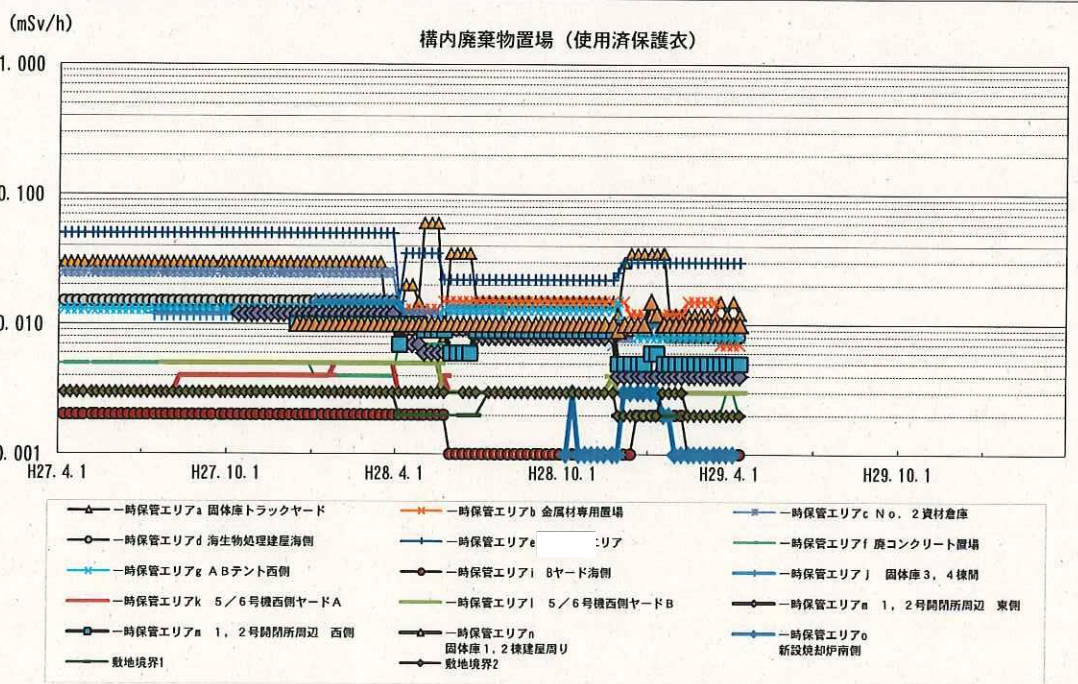 (mSv/h)
構内廃棄物置場（使用済保護衣）
1.000
0.100
0.010
0.001
H27.4.1 H27.10.1 H28.4.1 H28.10.1 H29.4.1 H29.10.1
一時保管エリアa 固体庫トラックヤード 一時保管エリアb 金属材専用置場 一時保管エリアc No．2資材倉庫
一時保管エリアd 海生物処理建屋海側 一時保管エリアe エリア 一時保管エリアf 廃コンクリート置場
一時保管エリアg ABテント西側 一時保管エリアi Bヤード海側 一時保管エリアj 固体庫3，4棟間
一時保管エリアk 5／6号機西側ヤードA 一時保管エリアl 5／6号機西側ヤードB 一時保管エリアm 1，2号開閉所周辺 東側
一時保管エリアm 1，2号開閉所周辺 西側 一時保管エリアn 一時保管エリアo
固体庫1，2棟建屋周り 新設焼却炉南側
敷地境界1 敷地境界2